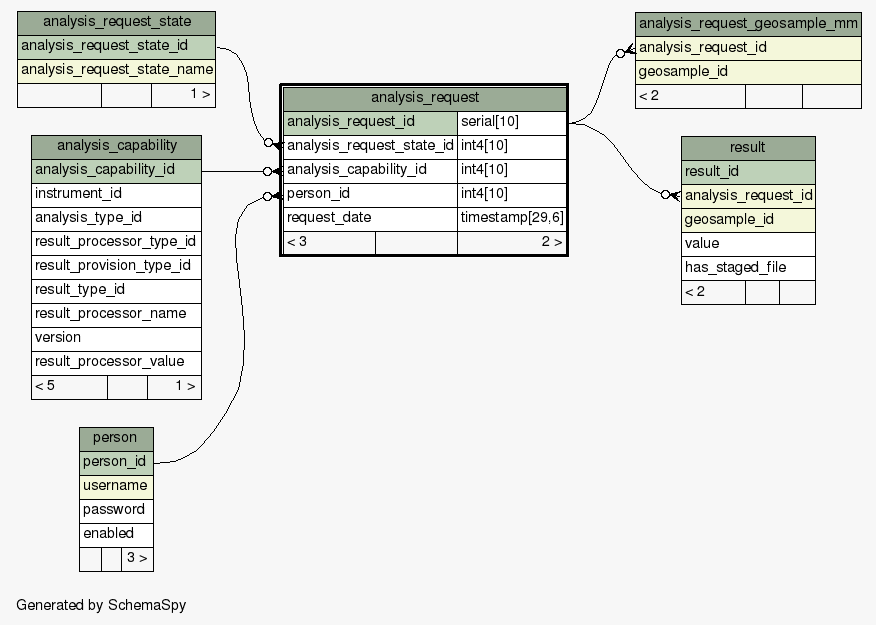 analysis_request_state
analysis_request_state_id
analysis_request_state_name
1 >
analysis_capability
analysis_capability_id
instrument_id
analysis_type_id
result_processor_type_id
result_provision_type_id
result_type_id
result_processor_name
version
result_processor_value
< 5 1 >
person
person_id
username
password
enabled
3 >
analysis_request
analysis_request_id serial[10]
analysis_request_state_id int4[10]
analysis_capability_id int4[10]
person_id int4[10]
request_date timestamp[29,6]
< 3 2 >
analysis_request_geosample_mm
analysis_request_id
geosample_id
< 2
result
result_id
analysis_request_id
geosample_id
value
has_staged_file
< 2
Generated by SchemaSpy